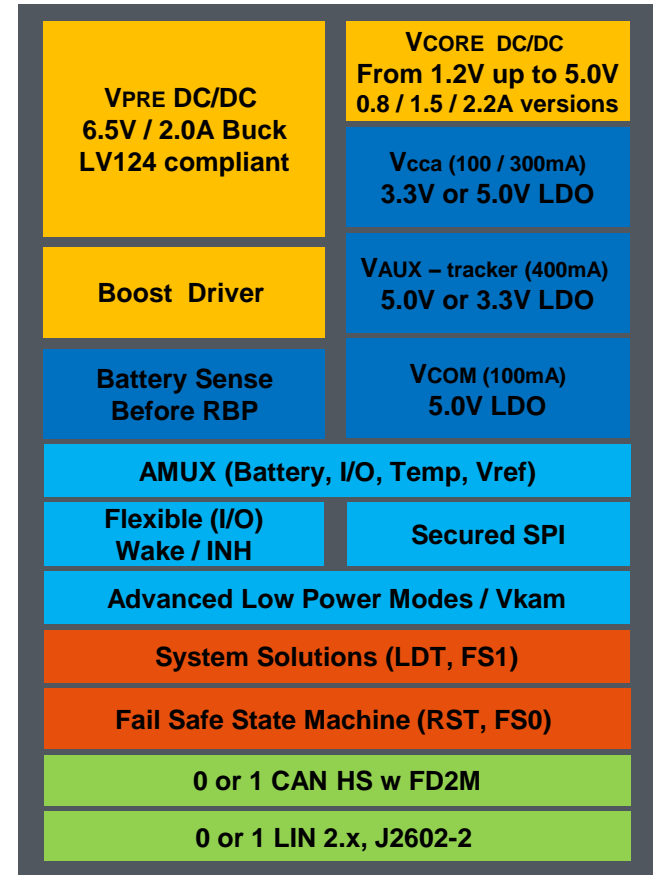 VPRE DC/DC
6.5V / 2.0A Buck
LV124 compliant
VCORE DC/DC
From 1.2V up to 5.0V
0.8 / 1.5 / 2.2A versions
Vcca (100 / 300mA)
3.3V or 5.0V LDO
Boost Driver
VAUX – tracker (400mA)
5.0V or 3.3V LDO
Battery Sense
Before RBP
VCOM (100mA)
5.0V LDO
AMUX (Battery, I/O, Temp, Vref)
Flexible (I/O)
Wake / INH
Secured SPI
Advanced Low Power Modes / Vkam
System Solutions (LDT, FS1)
Fail Safe State Machine (RST, FS0)
0 or 1 CAN HS w FD2M
0 or 1 LIN 2.x, J2602-2